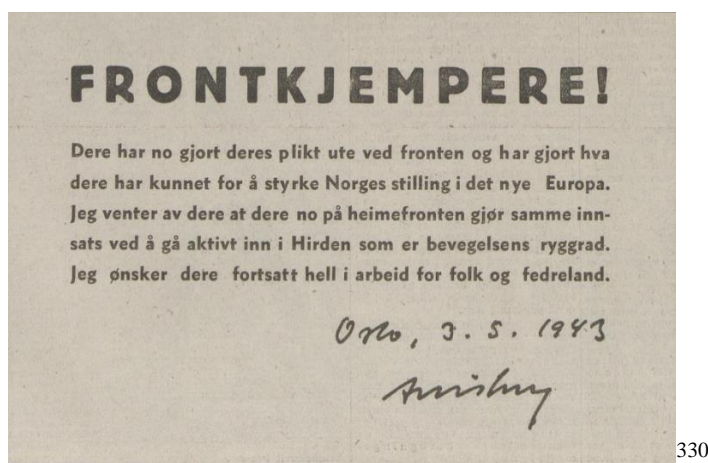 FRONTKJEMPERE!
Dere har no gjort deres plikt ute ved fronten og har gjort hva
dere har kunnet for å styrke Norges stilling i det nye Europa.
Jeg venter av dere at dere no på heimefronten gjør samme inn-
sats ved å gå aktivt inn i Hirden som er bevegelsens ryggrad.
Jeg ønsker dere fortsatt hell i arbeid for folk og fedreland.
Oslo, 3. 5. 1943
330